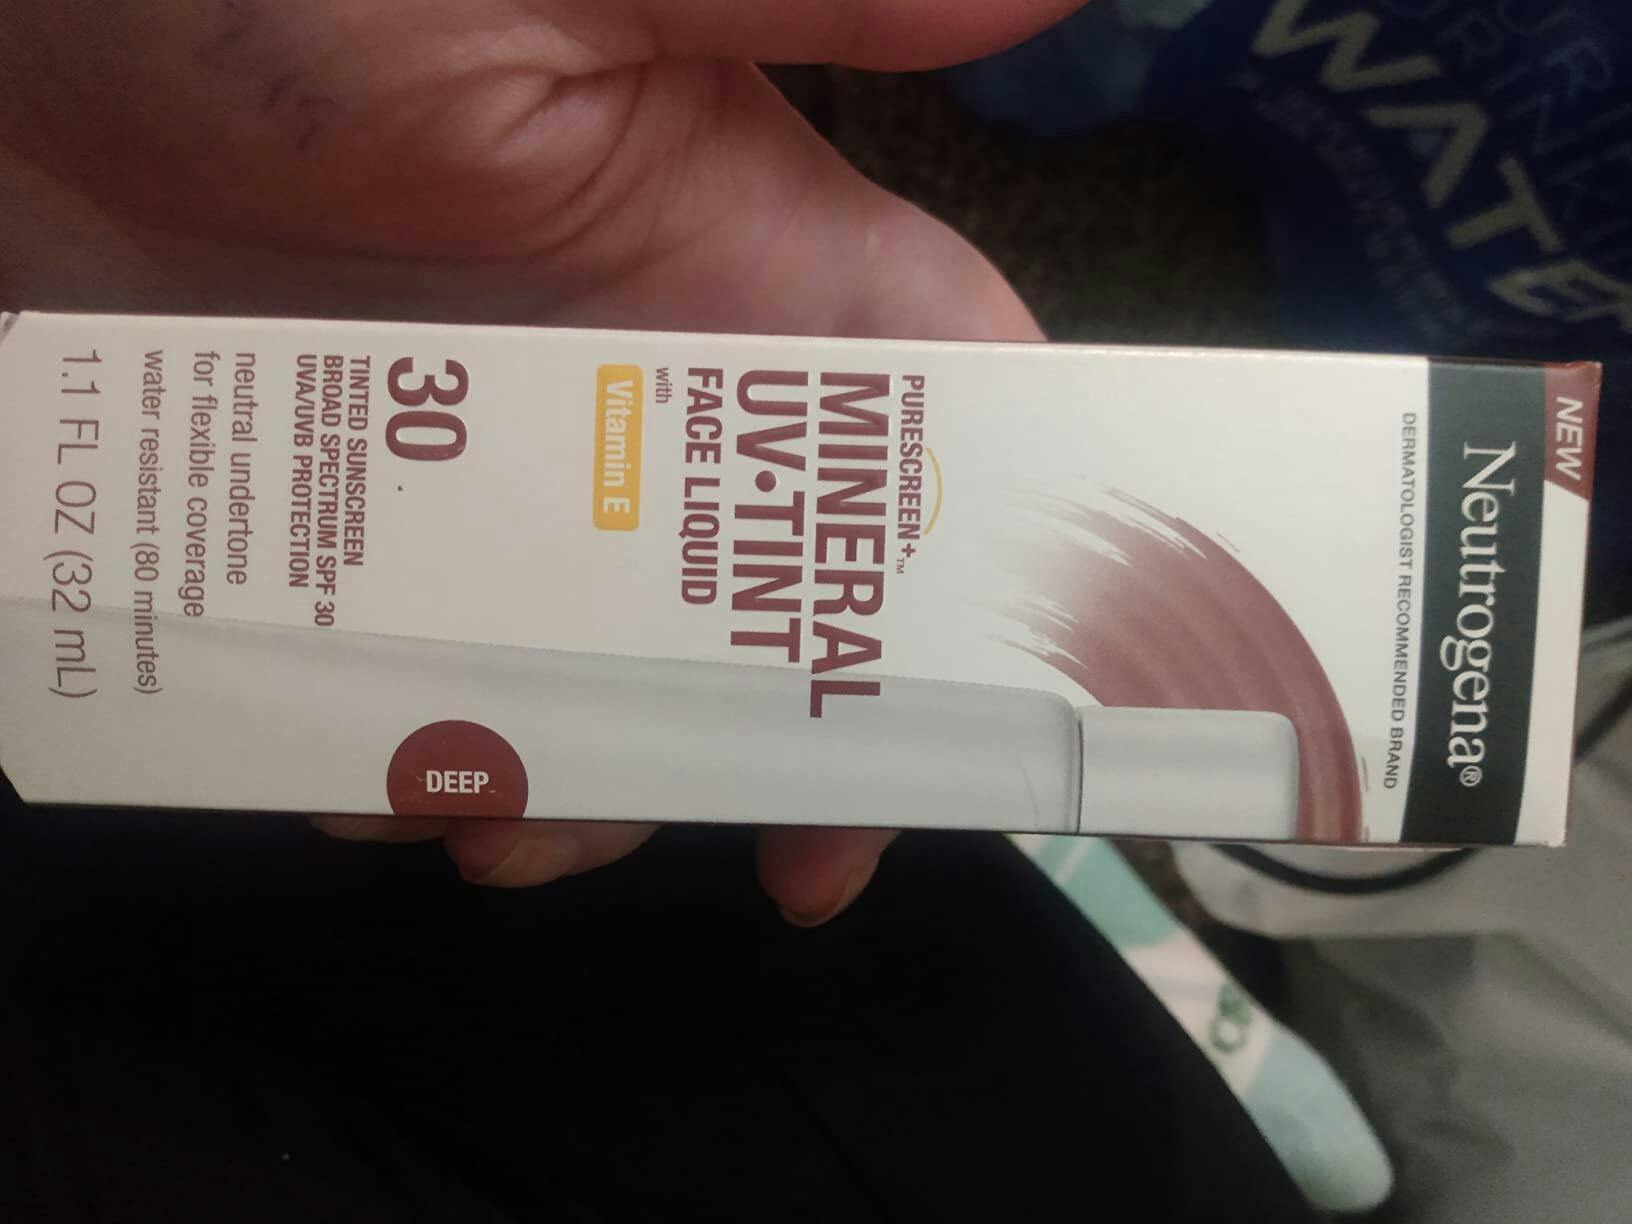 NEW
Neutrogena®
DERMATOLOGIST RECOMMENDED BRAND
PURESCREEN+™
MINERAL
UV•TINT
FACE LIQUID
with
Vitamin E
30
TINTED SUNSCREEN
BROAD SPECTRUM SPF 30
UVA/UVB PROTECTION
neutral undertone
for flexible coverage
water resistant (80 minutes)
1.1 FL OZ (32 mL)
DEEP
WATE